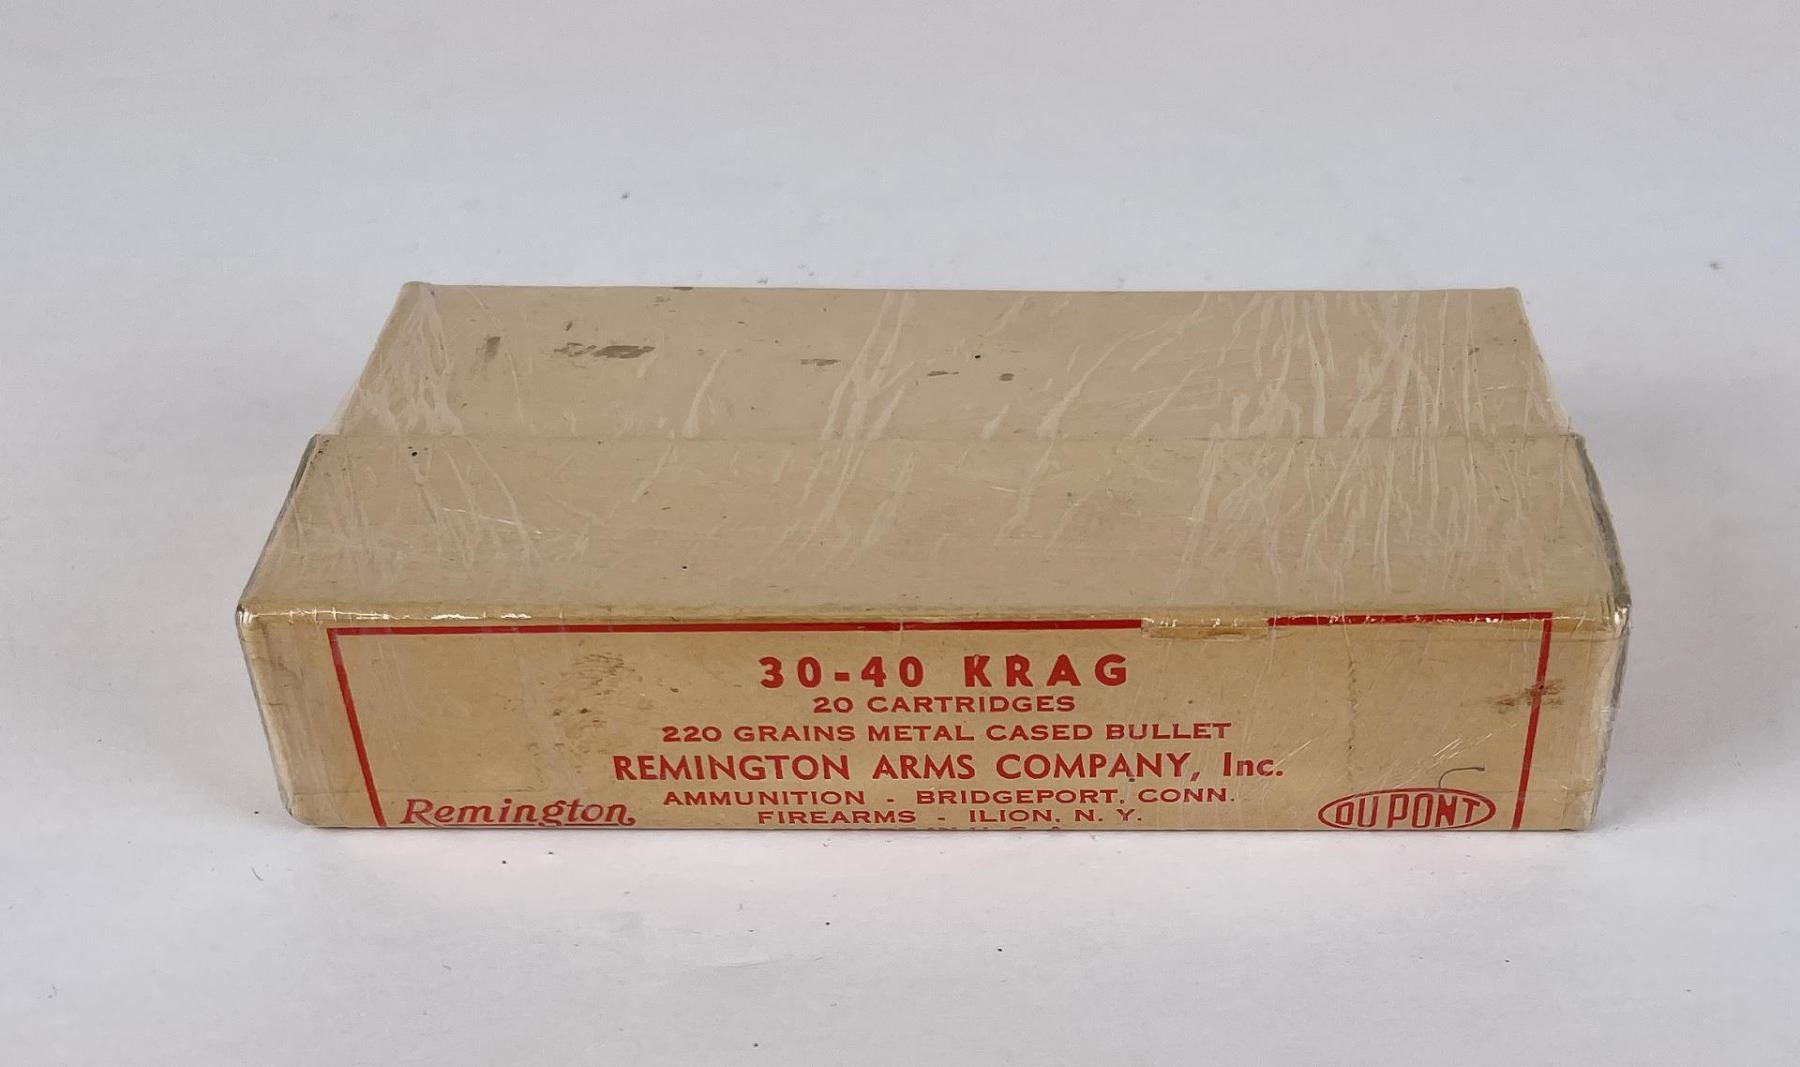 30-40 KRAG
20 CARTRIDGES
220 GRAINS METAL CASED BULLET
REMINGTON ARMS COMPANY, Inc.
AMMUNITION - BRIDGEPORT, CONN.
FIREARMS - ILION, N. Y.
Remington,
DU PONT